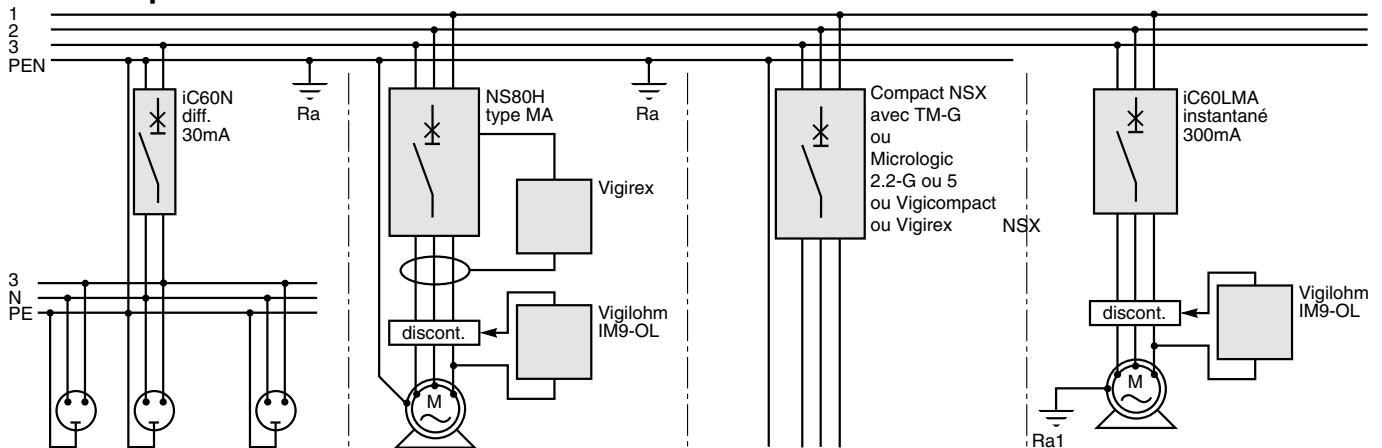 1
2
3
PEN
iC60N
diff.
30mA
Ra
NS80H
type MA
Vigirex
Ra
Compact NSX
avec TM-G
ou
Micrologic
2.2-G ou 5
ou Vigicompact
ou Vigirex NSX
iC60LMA
instantané
300mA
3
N
PE
discont.
Vigilohm
IM9-OL
discont.
Vigilohm
IM9-OL
M
M
Ra1